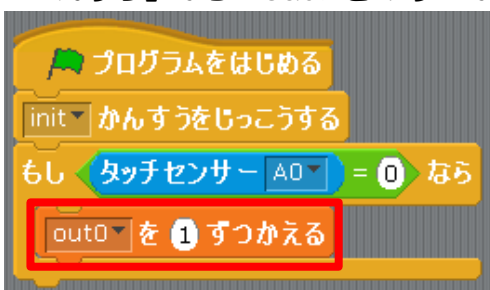 プログラムをはじめる
init かんすうをじっこうする
もし タッチセンサー A0 = 0 なら
out0 を 1 ずつかえる